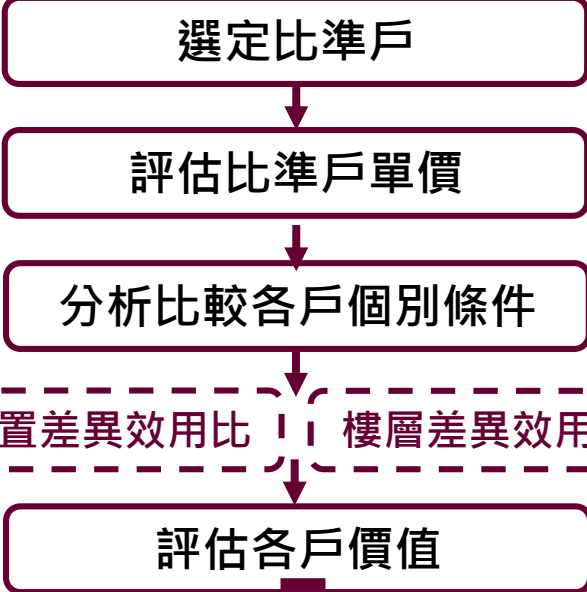 選定比準戶
評估比準戶單價
分析比較各戶個別條件
置差異效用比 樓層差異效用
評估各戶價值